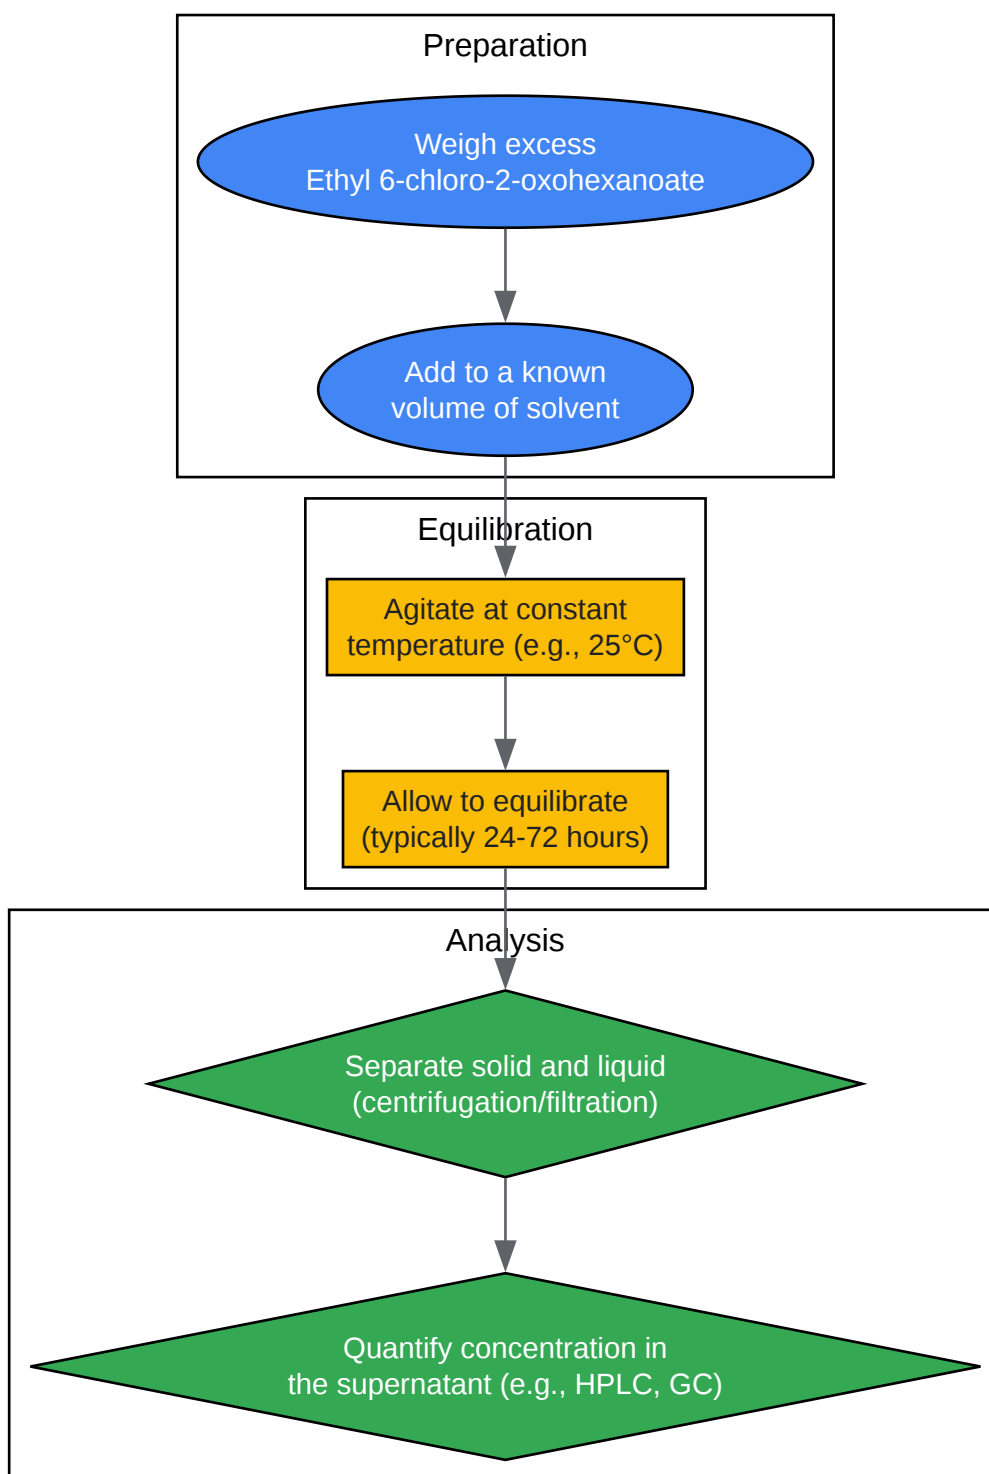 Preparation
Weigh excess
Ethyl 6-chloro-2-oxohexanoate
Add to a known
volume of solvent
Equilibration
Agitate at constant
temperature (e.g., 25°C)
Allow to equilibrate
(typically 24-72 hours)
Analysis
Separate solid and liquid
(centrifugation/filtration)
Quantify concentration in
the supernatant (e.g., HPLC, GC)